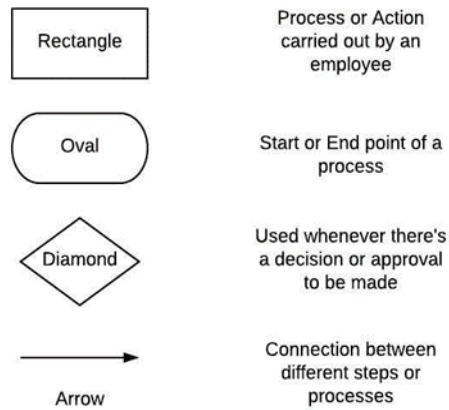 Rectangle
Process or Action
carried out by an
employee
Oval
Start or End point of a
process
Diamond
Used whenever there's
a decision or approval
to be made
Arrow
Connection between
different steps or
processes